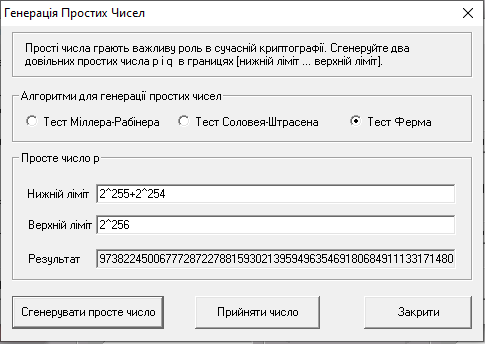 Генерація Простих Чисел
Прості числа грають важливу роль в сучасній криптографії. Сгенеруйте два
довільних простих числа p і q в границях [нижній ліміт ... верхній ліміт].
Алгоритми для генерації простих чисел
Тест Міллера-Рабінера
Тест Соловея-Штрасена
Тест Ферма
Просте число p
Нижній ліміт 2^255+2^254
Верхній ліміт 2^256
Результат 97382245006777287227881593021395949635469180684911133171480
Сгенерувати просте число
Прийняти число
Закрити